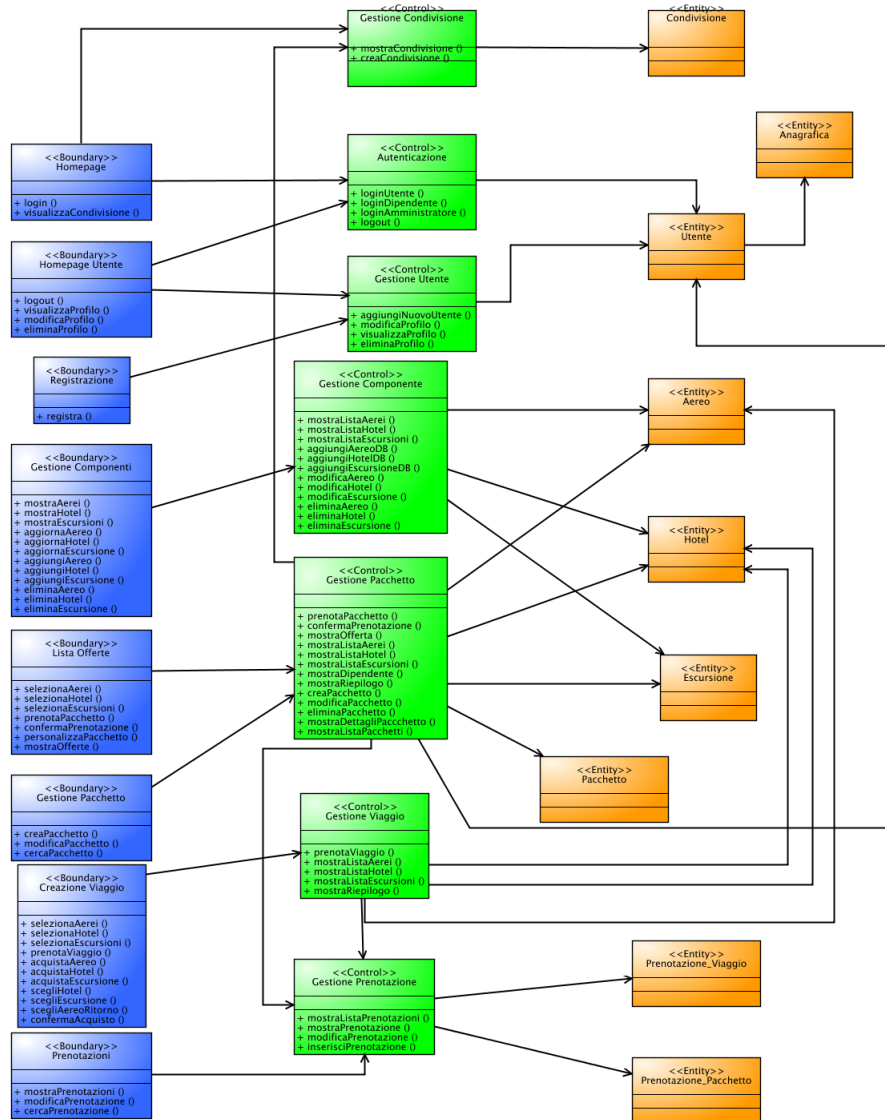 <<Control>>
Gestione Condivisione
+ mostraCondivisione ()
+ creaCondivisione ()
<<Entity>>
Condivisione
<<Entity>>
Anagrafica
<<Boundary>>
Homepage
+ login ()
+ visualizzaCondivisione ()
<<Control>>
Autenticazione
+ loginUtente ()
+ loginDipendente ()
+ loginAmministratore ()
+ logout ()
<<Entity>>
Utente
<<Boundary>>
Homepage Utente
+ logout ()
+ visualizzaProfilo ()
+ modificaProfilo ()
+ eliminaProfilo ()
<<Control>>
Gestione Utente
+ aggiungiNuovoUtente ()
+ modificaProfilo ()
+ visualizzaProfilo ()
+ eliminaProfilo ()
<<Boundary>>
Registrazione
+ registra ()
<<Control>>
Gestione Componente
+ mostraListaAerei ()
+ mostraListaHotel ()
+ mostraListaEscursioni ()
+ aggiungiAereoDB ()
+ aggiungiHotelDB ()
+ aggiungiEscursioneDB ()
+ modificaAereo ()
+ modificaHotel ()
+ modificaEscursione ()
+ eliminaAereo ()
+ eliminaHotel ()
+ eliminaEscursione ()
<<Entity>>
Aereo
<<Boundary>>
Gestione Componenti
+ mostraAerei ()
+ mostraHotel ()
+ mostraEscursioni ()
+ aggiornaAereo ()
+ aggiornaHotel ()
+ aggiornaEscursione ()
+ aggiungiAereo ()
+ aggiungiHotel ()
+ aggiungiEscursione ()
+ eliminaAereo ()
+ eliminaHotel ()
+ eliminaEscursione ()
<<Entity>>
Hotel
<<Control>>
Gestione Pacchetto
+ prenotaPacchetto ()
+ confermaPrenotazione ()
+ mostraOfferta ()
+ mostraListaAerei ()
+ mostraListaHotel ()
+ mostraListaEscursioni ()
+ mostraDipendente ()
+ mostraRiepilogo ()
+ creaPacchetto ()
+ modificaPacchetto ()
+ eliminaPacchetto ()
+ mostraDettagliPaccchetto ()
+ mostraListaPacchetti ()
<<Boundary>>
Lista Offerte
+ selezionaAerei ()
+ selezionaHotel ()
+ selezionaEscursioni ()
+ prenotaPacchetto ()
+ confermaPrenotazione ()
+ personalizzaPacchetto ()
+ mostraOfferte ()
<<Entity>>
Escursione
<<Entity>>
Pacchetto
<<Boundary>>
Gestione Pacchetto
+ creaPacchetto ()
+ modificaPacchetto ()
+ cercaPacchetto ()
<<Control>>
Gestione Viaggio
+ prenotaViaggio ()
+ mostraListaAerei ()
+ mostraListaHotel ()
+ mostraListaEscursioni ()
+ mostraRiepilogo ()
<<Boundary>>
Creazione Viaggio
+ selezionaAerei ()
+ selezionaHotel ()
+ selezionaEscursioni ()
+ prenotaViaggio ()
+ acquistaAereo ()
+ acquistaHotel ()
+ acquistaEscursione ()
+ scegliHotel ()
+ scegliEscursione ()
+ scegliAereoRitorno ()
+ confermaAcquisto ()
<<Control>>
Gestione Prenotazione
+ mostraListaPrenotazioni ()
+ mostraPrenotazione ()
+ modificaPrenotazione ()
+ inserisciPrenotazione ()
<<Entity>>
Prenotazione_Viaggio
<<Boundary>>
Prenotazioni
+ mostraPrenotazioni ()
+ modificaPrenotazione ()
+ cercaPrenotazione ()
<<Entity>>
Prenotazione_Pacchetto